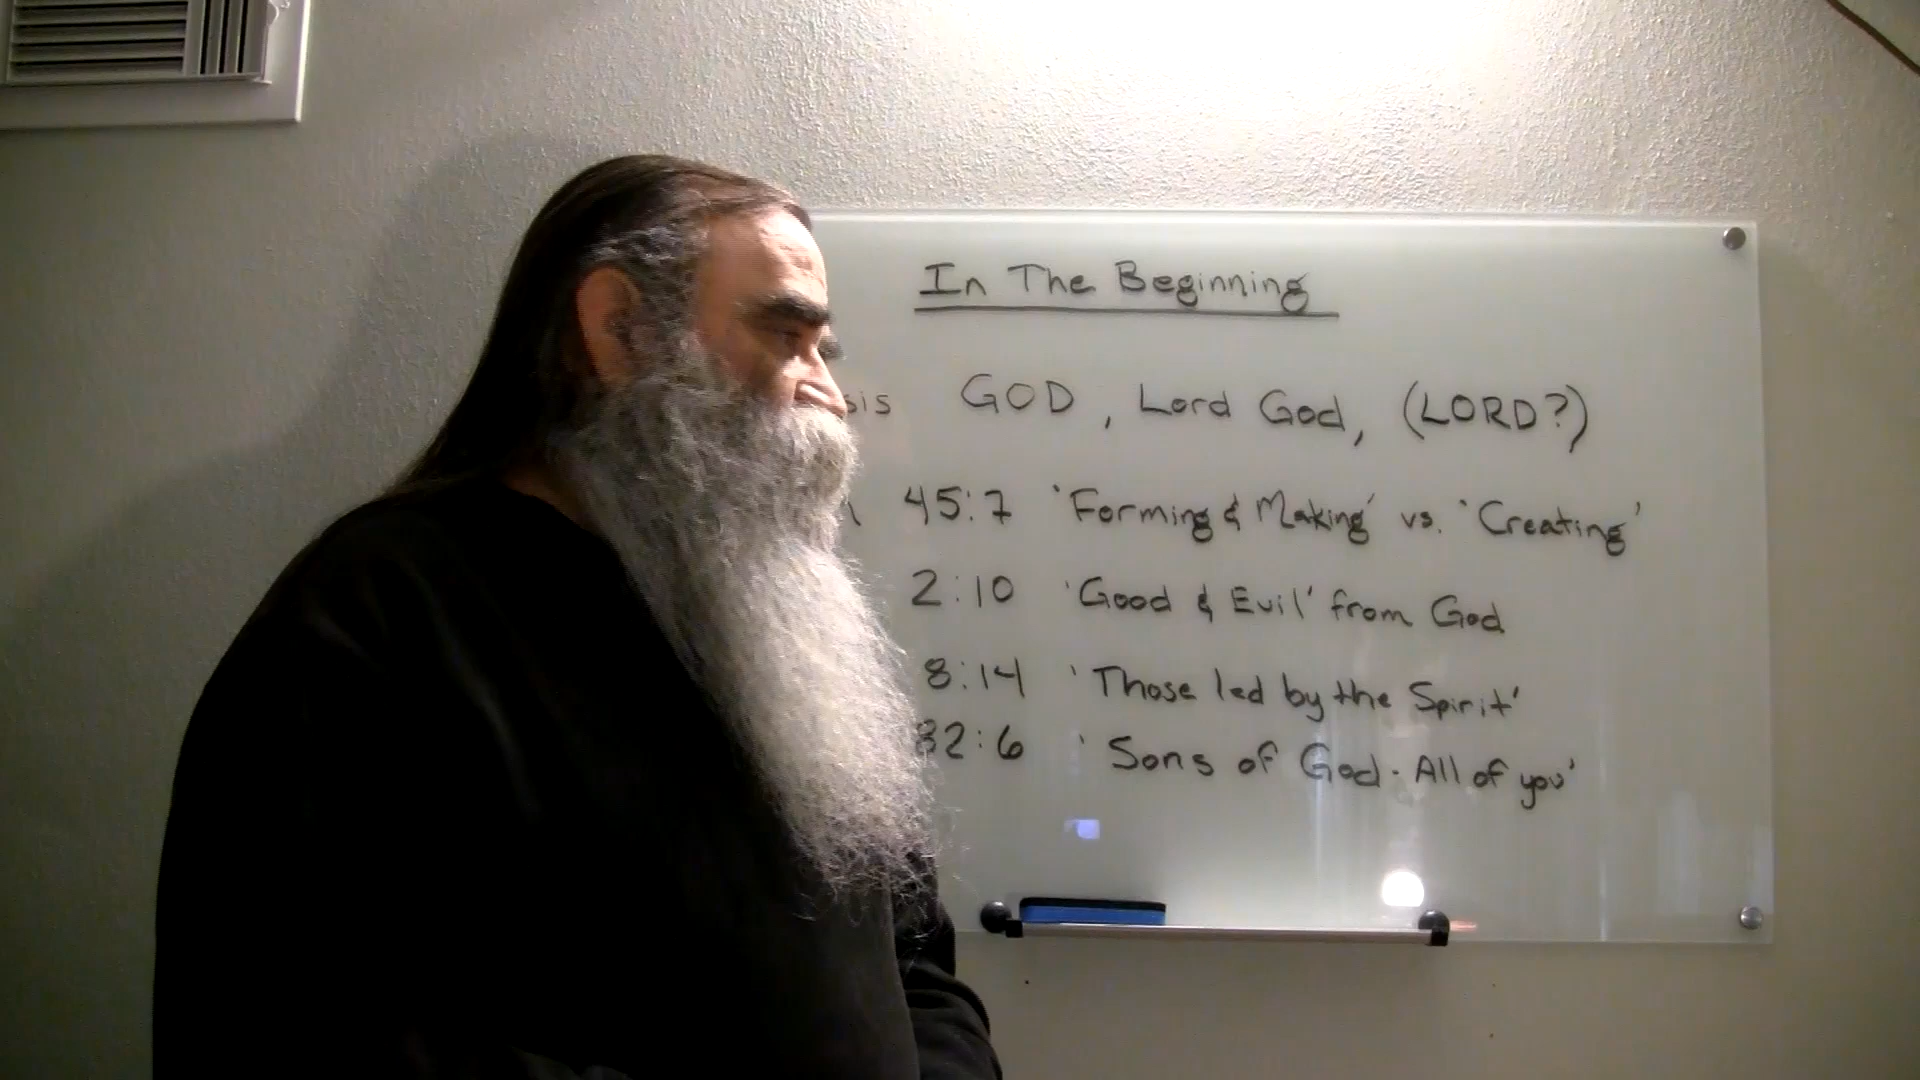 In The Beginning
sis GOD, Lord God, (LORD?)
45:7 'Forming & Making' vs. 'Creating'
2:10 'Good & Evil' from God
8:14 'Those led by the Spirit'
82:6 'Sons of God - All of you'